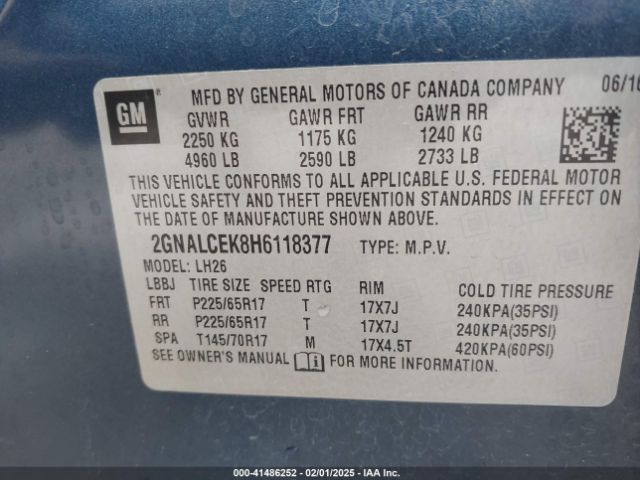 GM
MFD BY GENERAL MOTORS OF CANADA COMPANY 06/16
GVWR GAWR FRT GAWR RR
2250 KG 1175 KG 1240 KG
4960 LB 2590 LB 2733 LB
THIS VEHICLE CONFORMS TO ALL APPLICABLE U.S. FEDERAL MOTOR
VEHICLE SAFETY AND THEFT PREVENTION STANDARDS IN EFFECT ON
THE DATE OF MANUFACTURE SHOWN ABOVE.
2GNALCEK8H6118377 TYPE: M.P.V.
MODEL: LH26
LBBJ TIRE SIZE SPEED RTG RIM COLD TIRE PRESSURE
FRT P225/65R17 T 17X7J 240KPA(35PSI)
RR P225/65R17 T 17X7J 240KPA(35PSI)
SPA T145/70R17 M 17X4.5T 420KPA(60PSI)
SEE OWNER'S MANUAL i FOR MORE INFORMATION.
000-41486252 - 02/01/2025 - IAA Inc.